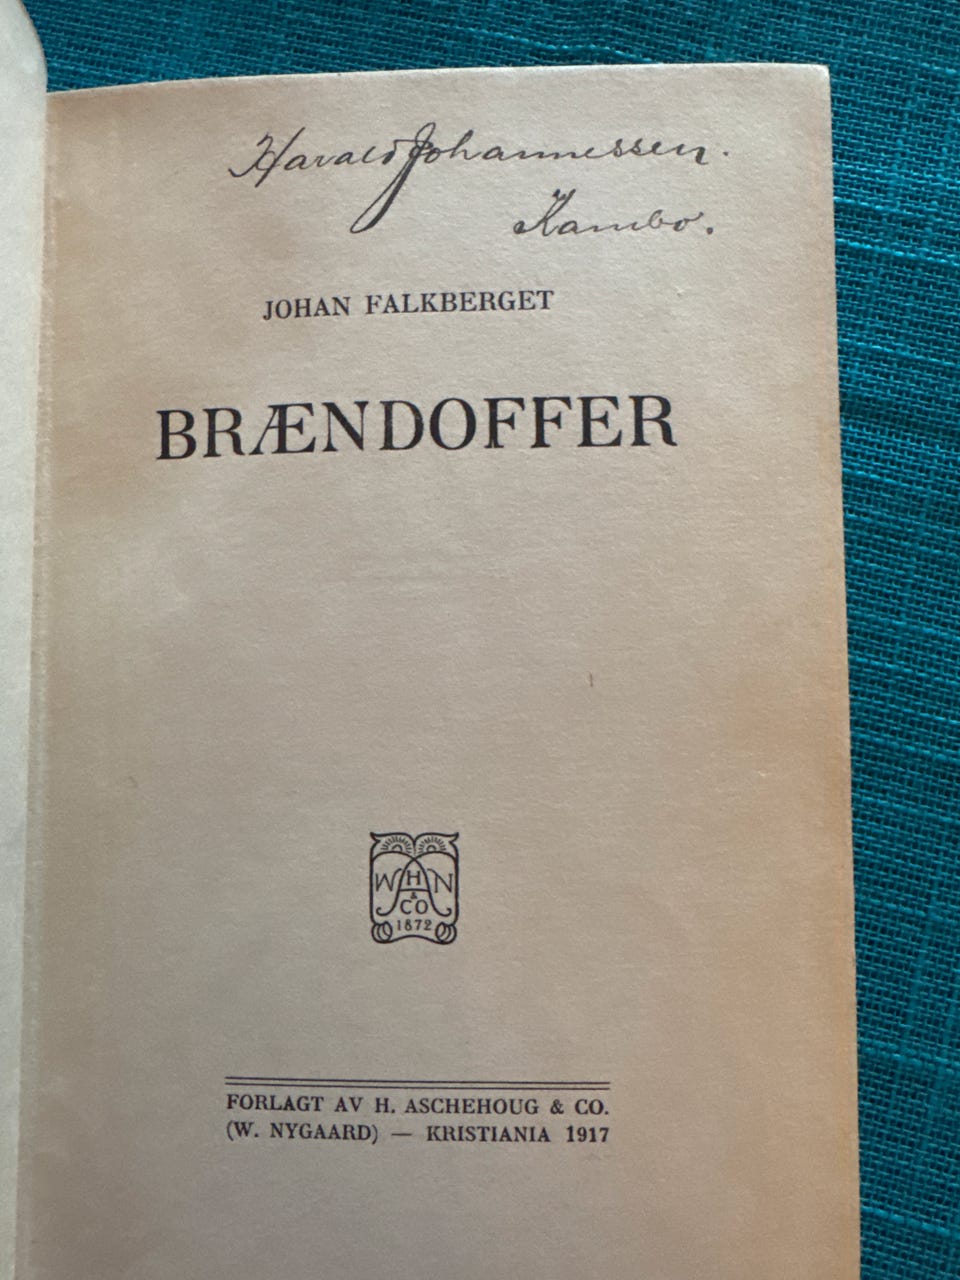 Harald Johannessen.
Kambo.
JOHAN FALKBERGET
BRÆNDOFFER
W H N
& CO
1872
FORLAGT AV H. ASCHEHOUG & CO.
(W. NYGAARD) — KRISTIANIA 1917